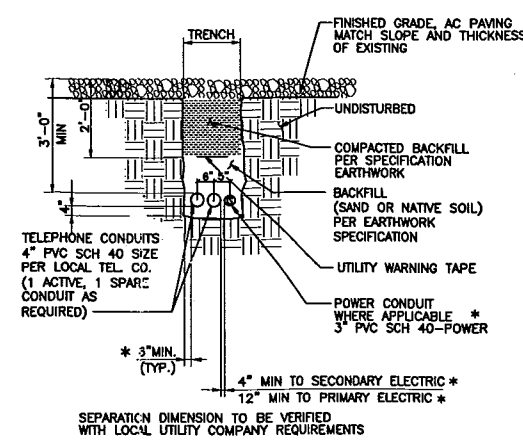 TRENCH
FINISHED GRADE, AC PAVING
MATCH SLOPE AND THICKNESS
OF EXISTING
3'-0"
MIN
2'-0"
UNDISTURBED
COMPACTED BACKFILL
PER SPECIFICATION
EARTHWORK
6" 5"
4"
BACKFILL
(SAND OR NATIVE SOIL)
PER EARTHWORK
SPECIFICATION
TELEPHONE CONDUITS
4" PVC SCH 40 SIZE
PER LOCAL TEL. CO.
(1 ACTIVE, 1 SPARE
CONDUIT AS
REQUIRED)
UTILITY WARNING TAPE
POWER CONDUIT
WHERE APPLICABLE *
3" PVC SCH 40-POWER
* 3"MIN.
(TYP.)
4" MIN TO SECONDARY ELECTRIC *
12" MIN TO PRIMARY ELECTRIC *
SEPARATION DIMENSION TO BE VERIFIED
WITH LOCAL UTILITY COMPANY REQUIREMENTS